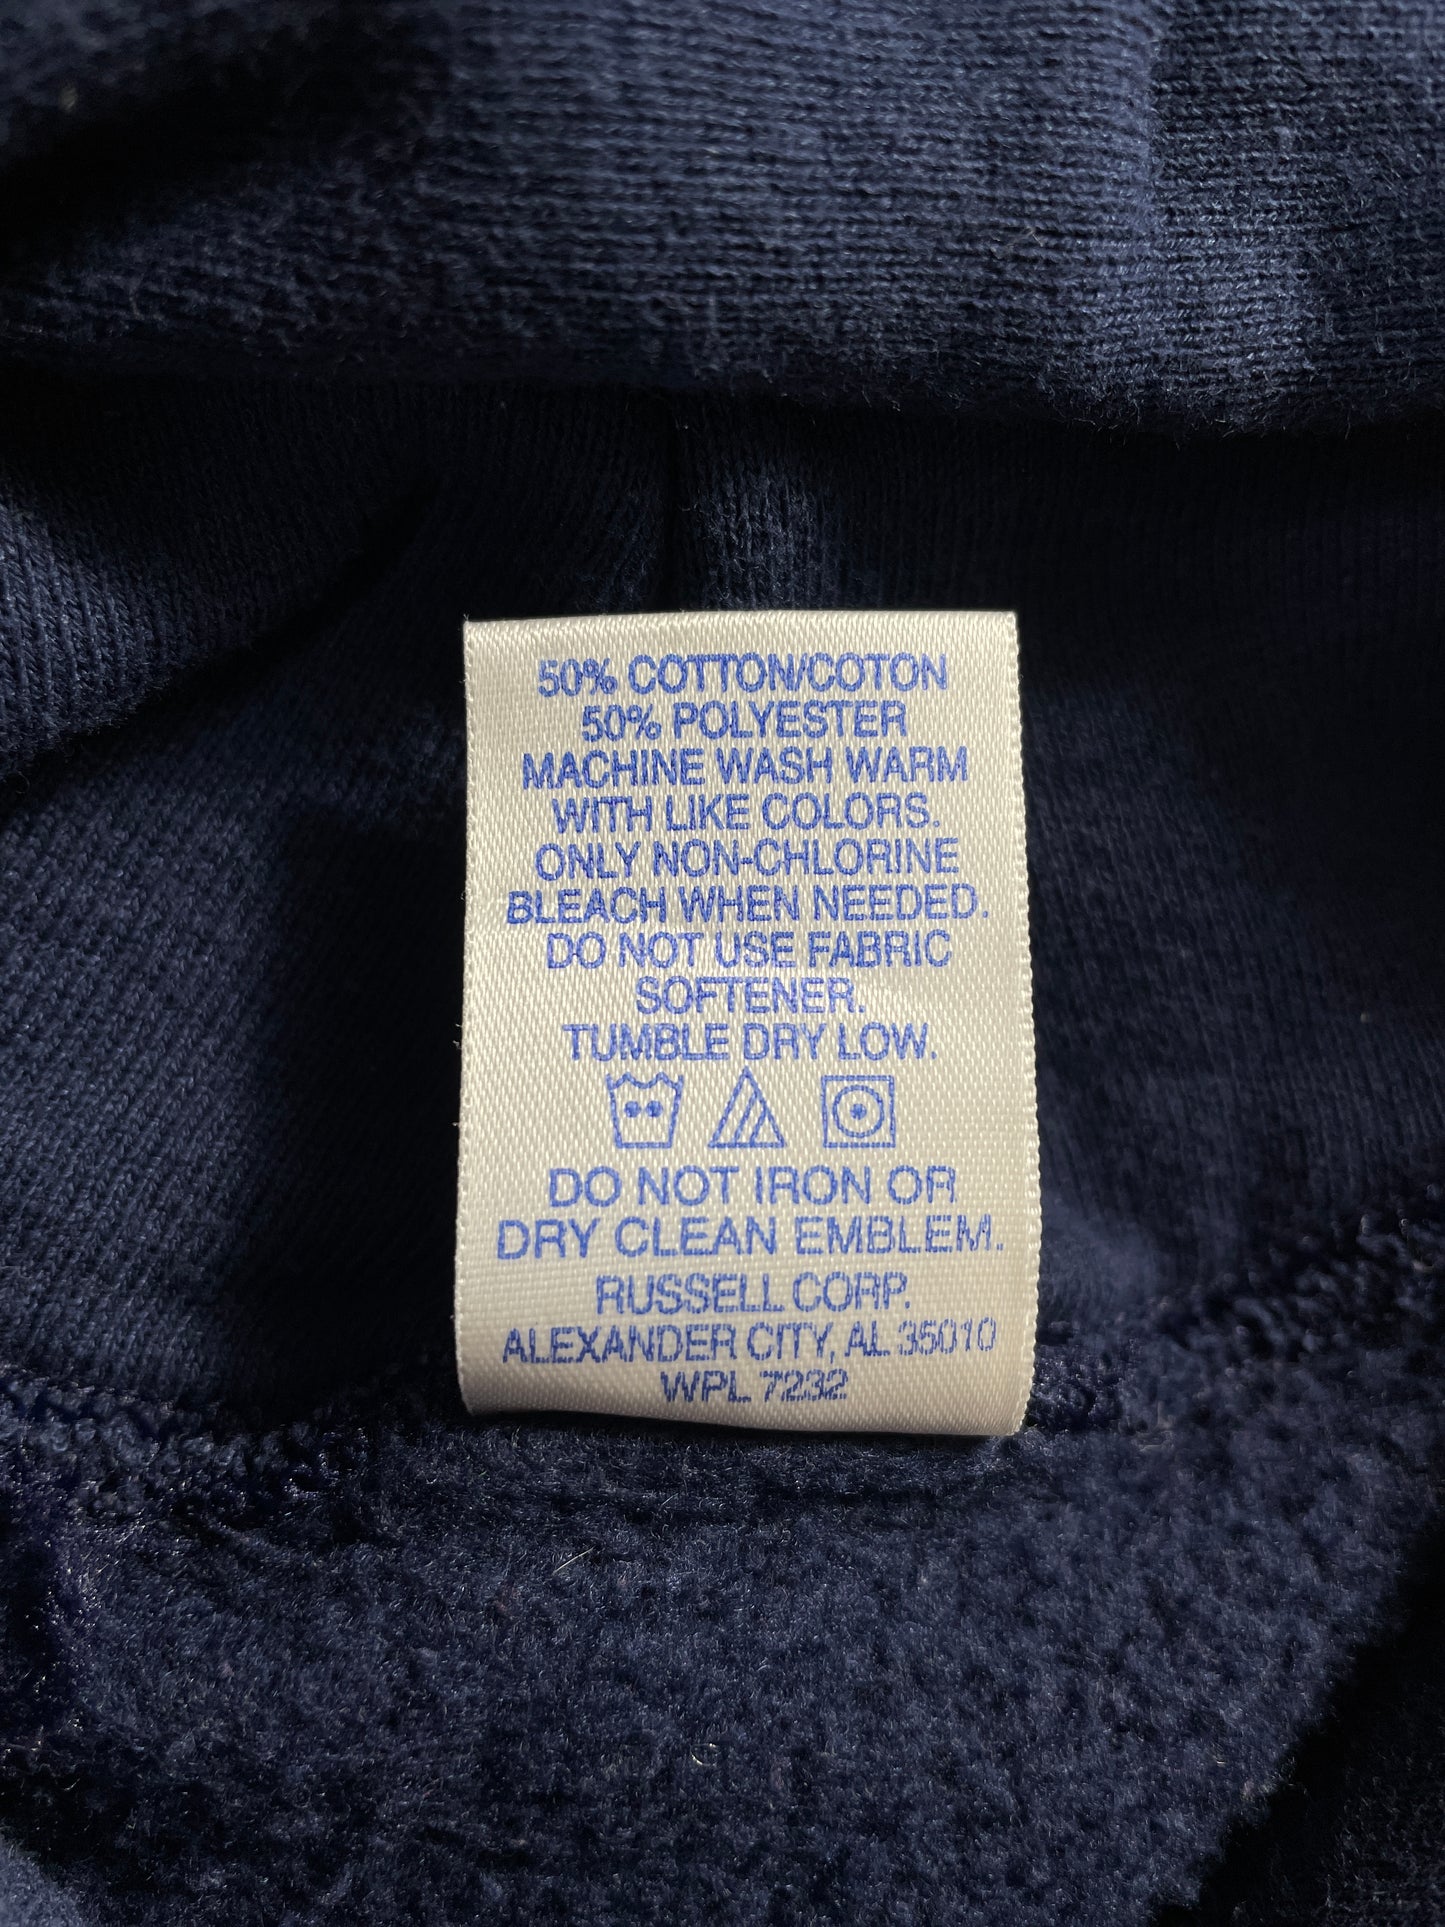 50% COTTON/COTON
50% POLYESTER
MACHINE WASH WARM
WITH LIKE COLORS.
ONLY NON-CHLORINE
BLEACH WHEN NEEDED.
DO NOT USE FABRIC
SOFTENER.
TUMBLE DRY LOW.
DO NOT IRON OR
DRY CLEAN EMBLEM.
RUSSELL CORP.
ALEXANDER CITY, AL 35010
WPL 7232